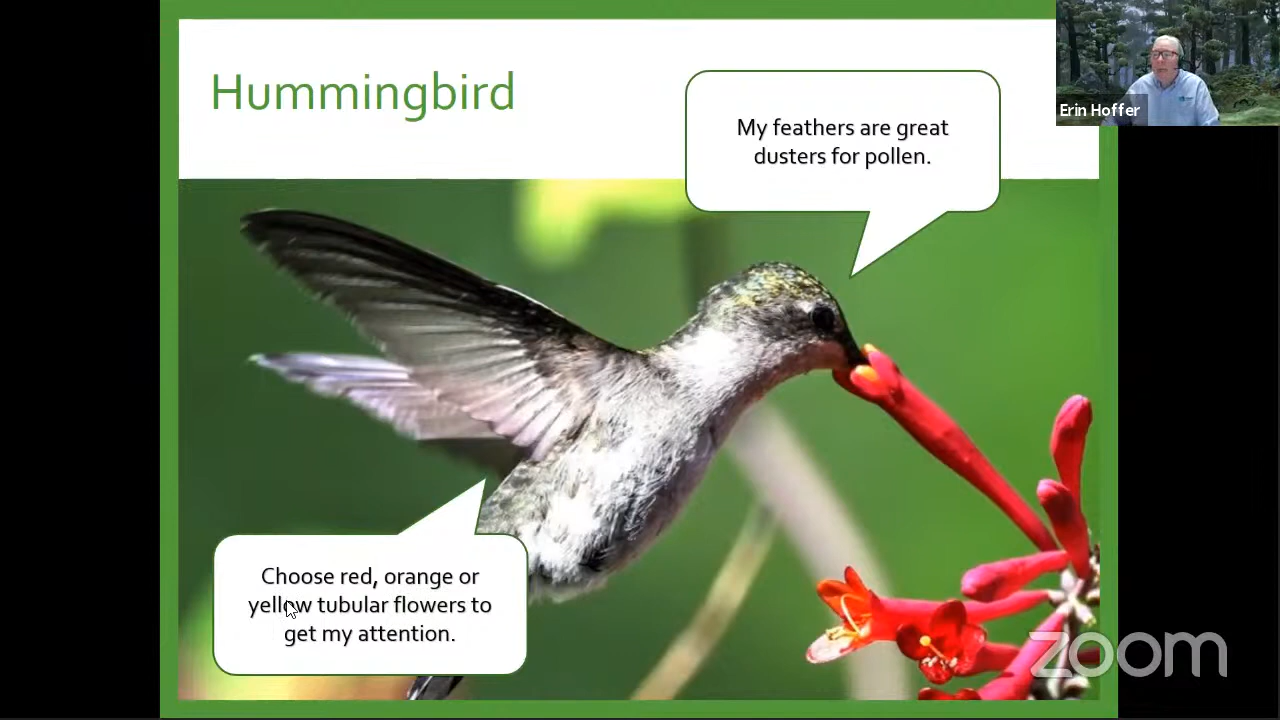 Hummingbird
My feathers are great
dusters for pollen.
Erin Hoffer
Choose red, orange or
yellow tubular flowers to
get my attention.
zoom